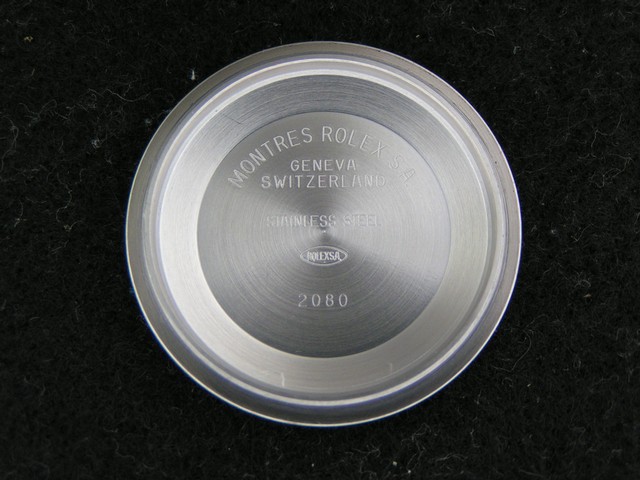 MONTRES ROLEX S.A
GENEVA
SWITZERLAND
STAINLESS STEEL
ROLEXSA
2080